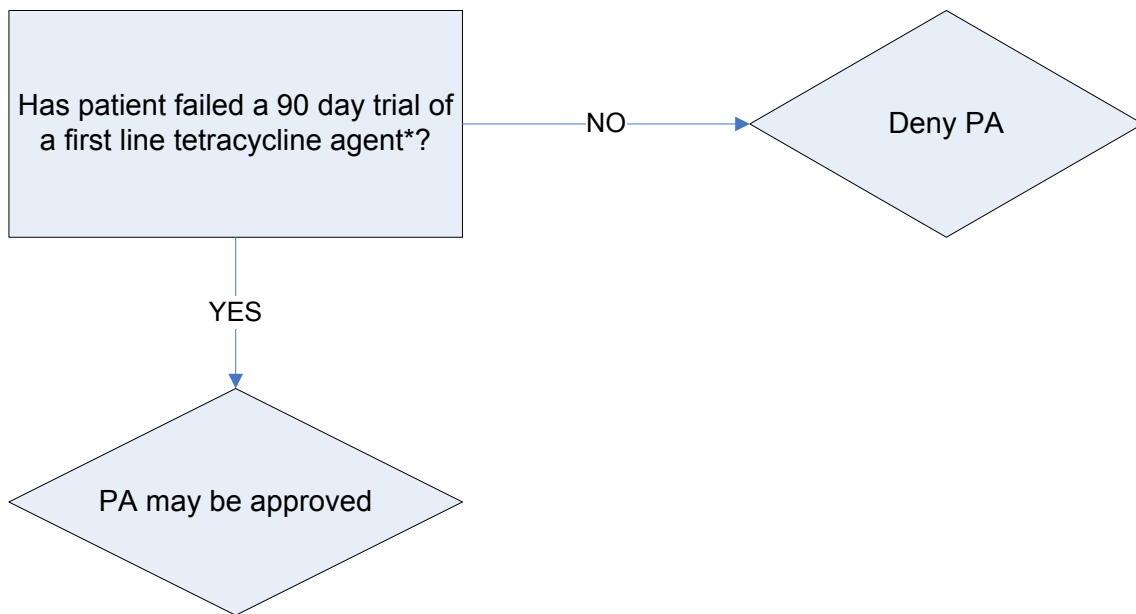 Has patient failed a 90 day trial of
a first line tetracycline agent*?
NO
Deny PA
YES
PA may be approved